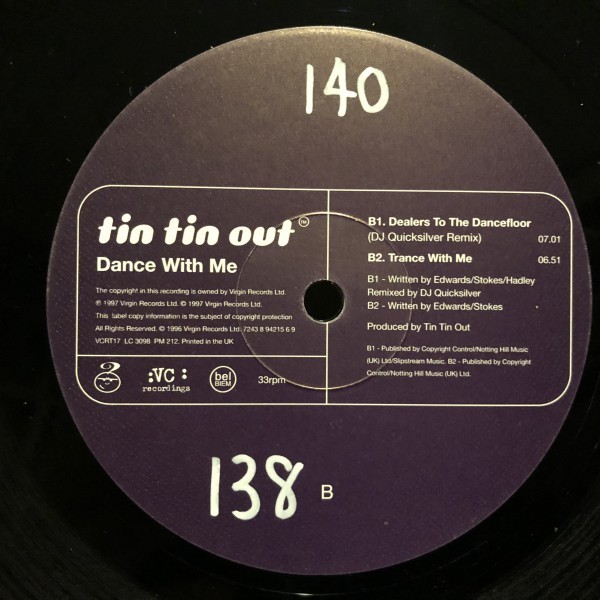 140
tin tin out ™
Dance With Me
The copyright in this recording is owned by Virgin Records Ltd.
℗ 1997 Virgin Records Ltd. © 1997 Virgin Records Ltd.
This label copy information is the subject of copyright protection
All Rights Reserved. © 1996 Virgin Records Ltd. 7243 8 94215 6 9
VCRT17 LC 3098 PM 212. Printed in the UK
:VC:
recordings
bel
BIEM
33rpm
B1. Dealers To The Dancefloor
(DJ Quicksilver Remix) 07.01
B2. Trance With Me 06.51
B1 - Written by Edwards/Stokes/Hadley
Remixed by DJ Quicksilver
B2 - Written by Edwards/Stokes
Produced by Tin Tin Out
B1 - Published by Copyright Control/Notting Hill Music
(UK) Ltd/Slipstream Music. B2 - Published by Copyright
Control/Notting Hill Music (UK) Ltd.
138 B